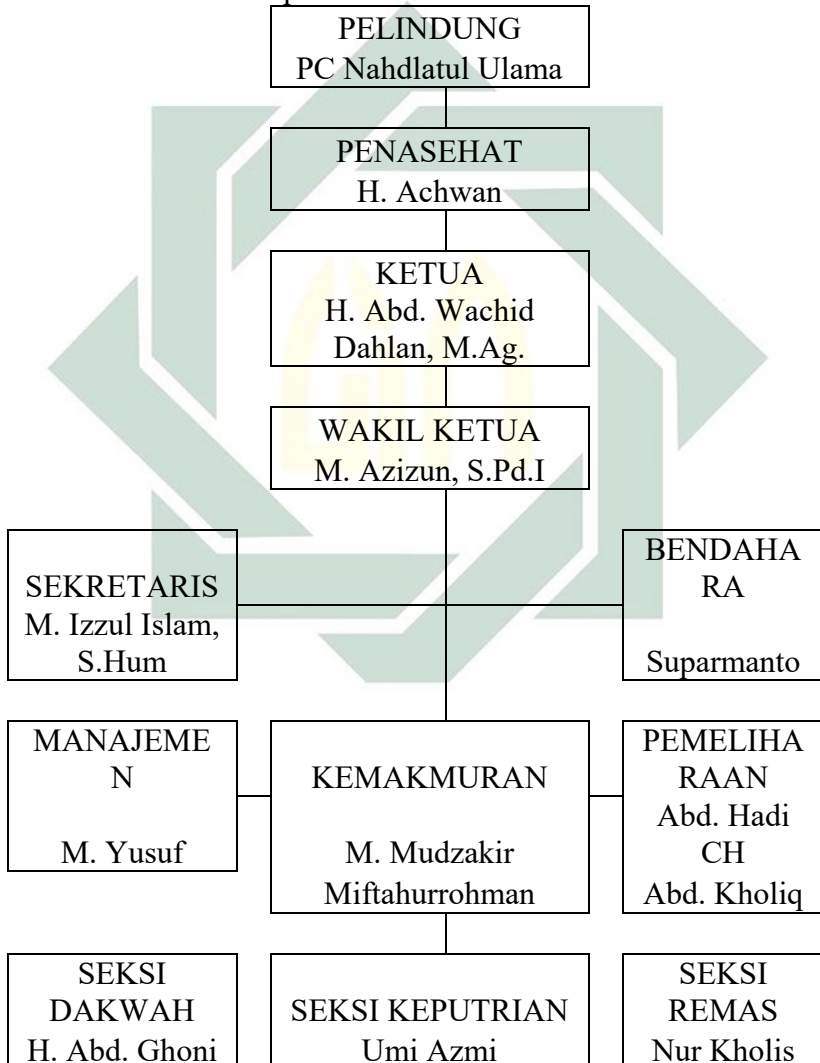 PELINDUNG
PC Nahdlatul Ulama
PENASEHAT
H. Achwan
KETUA
H. Abd. Wachid
Dahlan, M.Ag.
WAKIL KETUA
M. Azizun, S.Pd.I
SEKRETARIS
M. Izzul Islam,
S.Hum
BENDAHA
RA
Suparmanto
MANAJEME
N
M. Yusuf
KEMAKMURAN
M. Mudzakir
Miftahurrohman
PEMELIHA
RAAN
Abd. Hadi
CH
Abd. Kholiq
SEKSI
DAKWAH
H. Abd. Ghoni
SEKSI KEPUTRIAN
Umi Azmi
SEKSI
REMAS
Nur Kholis